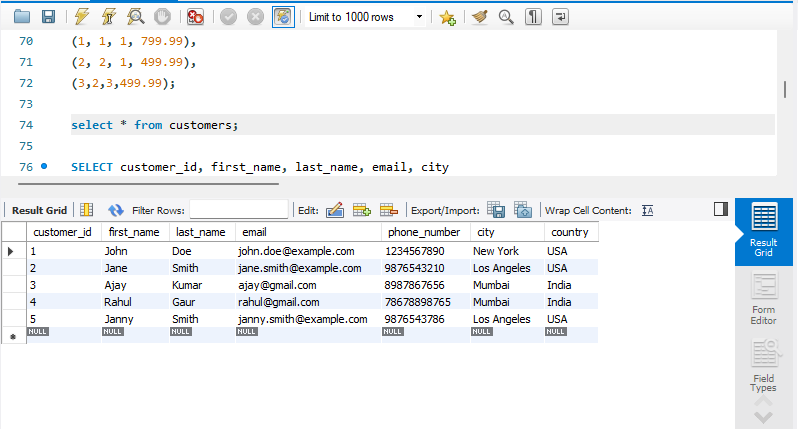 Limit to 1000 rows
70 (1, 1, 1, 799.99),
71 (2, 2, 1, 499.99),
72 (3,2,3,499.99);
73
74 select * from customers;
75
76 SELECT customer_id, first_name, last_name, email, city
Result Grid Filter Rows: Edit: Export/Import: Wrap Cell Content:
customer_id first_name last_name email phone_number city country
1 John Doe john.doe@example.com 1234567890 New York USA
2 Jane Smith jane.smith@example.com 9876543210 Los Angeles USA
3 Ajay Kumar ajay@gmail.com 8987867656 Mumbai India
4 Rahul Gaur rahul@gmail.com 78678898765 Mumbai India
5 Janny Smith janny.smith@example.com 9876543786 Los Angeles USA
NULL NULL NULL NULL NULL NULL NULL
Result
Grid
Form
Editor
Field
Types